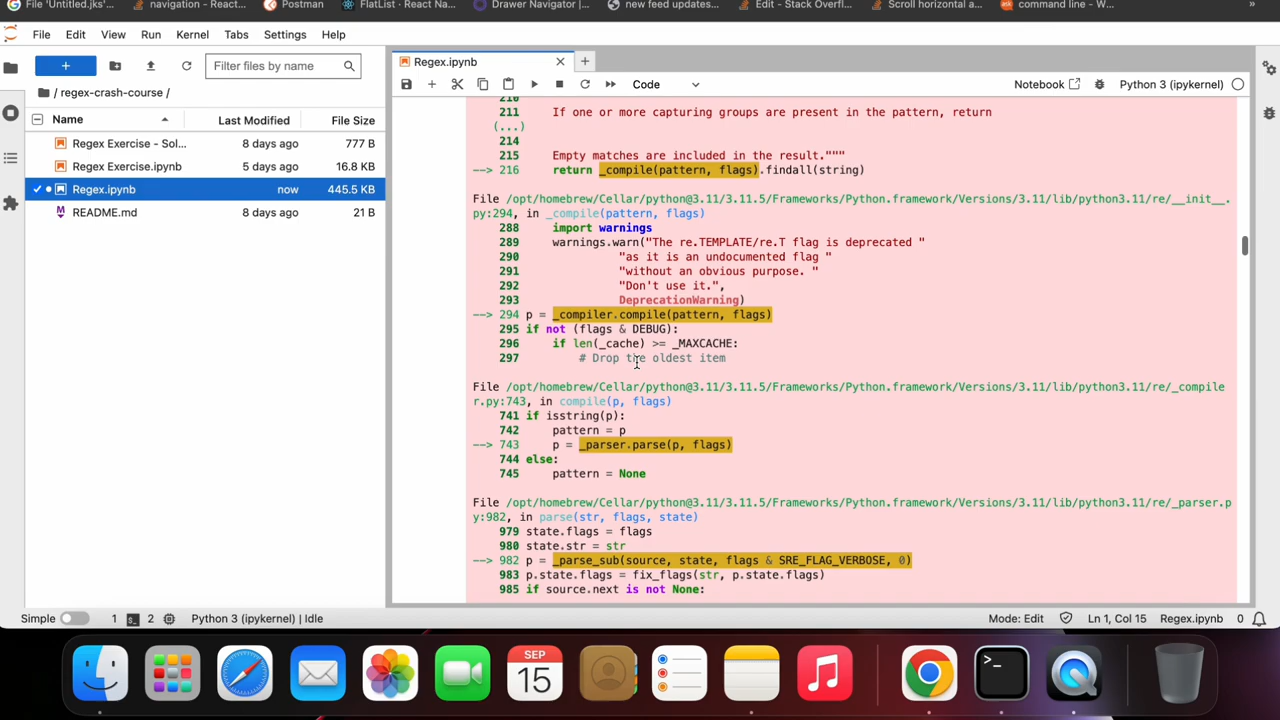 File 'Untitled.jks'...
navigation - React...
Postman
FlatList · React Na...
Drawer Navigator |...
new feed updates...
Edit - Stack Overfl...
Scroll horizontal a...
command line - W...
»
File Edit View Run Kernel Tabs Settings Help
+
Filter files by name
/ regex-crash-course /
Name Last Modified File Size
Regex Exercise - Sol... 8 days ago 777 B
Regex Exercise.ipynb 5 days ago 16.8 KB
Regex.ipynb now 445.5 KB
README.md 8 days ago 21 B
Regex.ipynb
Code
Notebook
Python 3 (ipykernel)
210
211 If one or more capturing groups are present in the pattern, return
(...)
214
215 Empty matches are included in the result."""
--> 216 return _compile(pattern, flags).findall(string)
File /opt/homebrew/Cellar/python@3.11/3.11.5/Frameworks/Python.framework/Versions/3.11/lib/python3.11/re/__init__.
py:294, in _compile(pattern, flags)
288 import warnings
289 warnings.warn("The re.TEMPLATE/re.T flag is deprecated "
290 "as it is an undocumented flag "
291 "without an obvious purpose. "
292 "Don't use it.",
293 DeprecationWarning)
--> 294 p = _compiler.compile(pattern, flags)
295 if not (flags & DEBUG):
296 if len(_cache) >= _MAXCACHE:
297 # Drop the oldest item
File /opt/homebrew/Cellar/python@3.11/3.11.5/Frameworks/Python.framework/Versions/3.11/lib/python3.11/re/_compile
r.py:743, in compile(p, flags)
741 if isstring(p):
742 pattern = p
--> 743 p = _parser.parse(p, flags)
744 else:
745 pattern = None
File /opt/homebrew/Cellar/python@3.11/3.11.5/Frameworks/Python.framework/Versions/3.11/lib/python3.11/re/_parser.p
y:982, in parse(str, flags, state)
979 state.flags = flags
980 state.str = str
--> 982 p = _parse_sub(source, state, flags & SRE_FLAG_VERBOSE, 0)
983 p.state.flags = fix_flags(str, p.state.flags)
985 if source.next is not None:
Simple 1 2 Python 3 (ipykernel) | Idle Mode: Edit Ln 1, Col 15 Regex.ipynb 0
SEP
15
>_